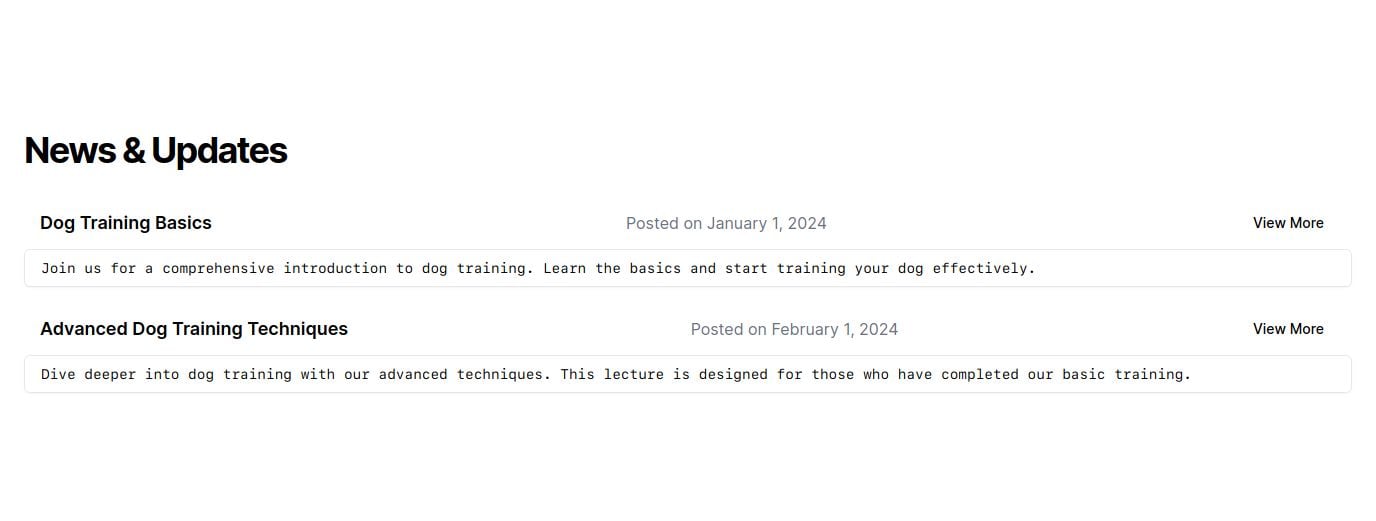 News & Updates
Dog Training Basics Posted on January 1, 2024 View More
Join us for a comprehensive introduction to dog training. Learn the basics and start training your dog effectively.
Advanced Dog Training Techniques Posted on February 1, 2024 View More
Dive deeper into dog training with our advanced techniques. This lecture is designed for those who have completed our basic training.